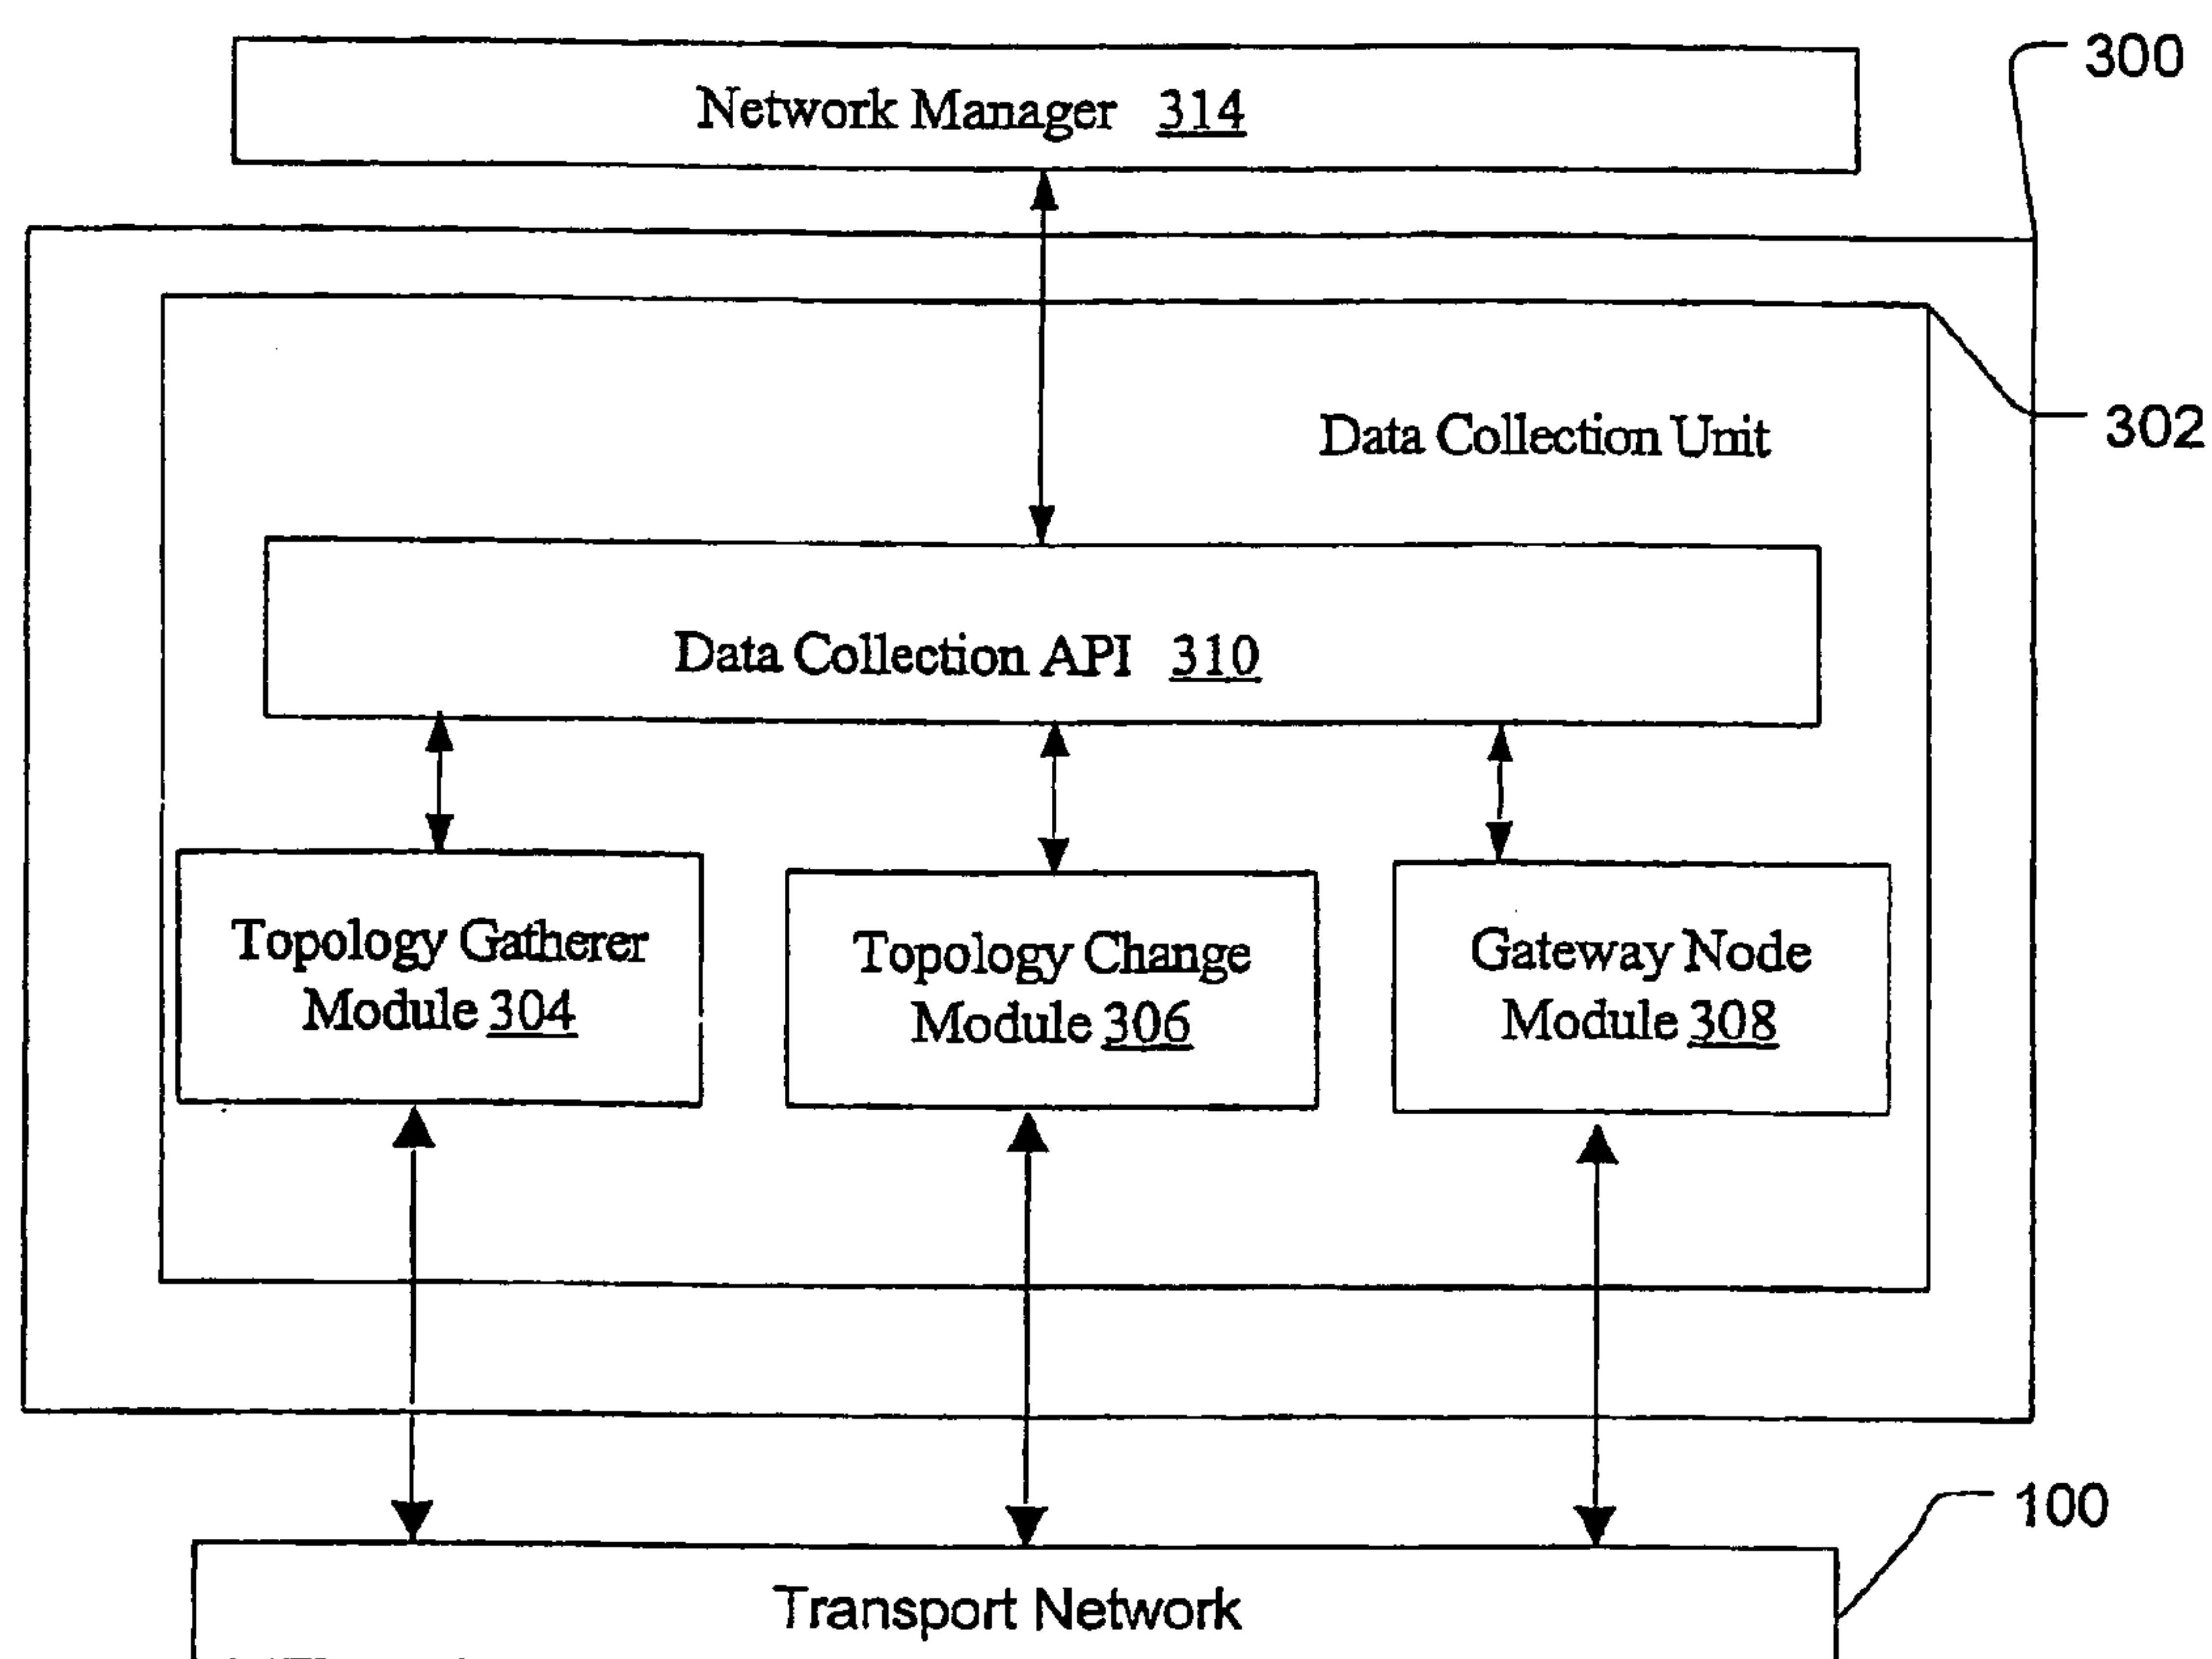 Network Manager 314
300
Data Collection Unit
302
Data Collection API 310
Topology Gatherer
Module 304
Topology Change
Module 306
Gateway Node
Module 308
100
Transport Network